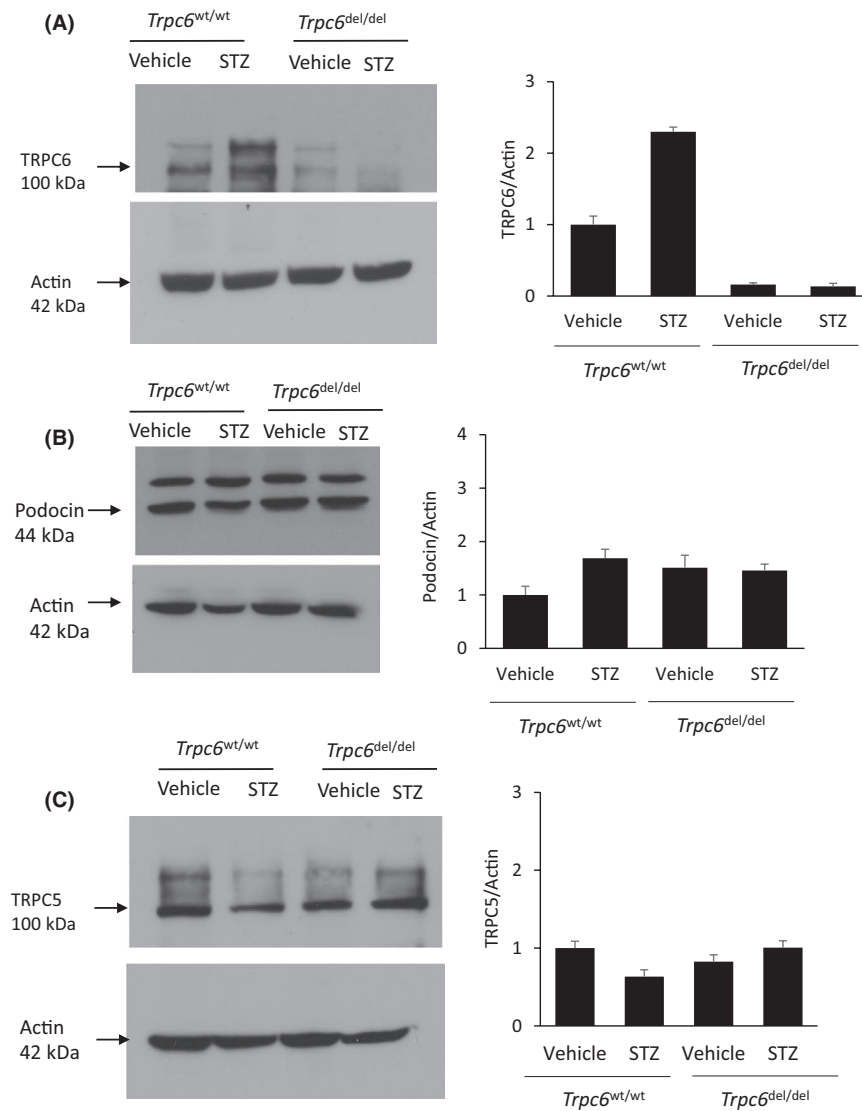 (A)
Trpc6wt/wt Trpc6del/del
Vehicle STZ Vehicle STZ
TRPC6
100 kDa
Actin
42 kDa
TRPC6/Actin
3
2
1
0
Vehicle STZ Vehicle STZ
Trpc6wt/wt Trpc6del/del
(B)
Trpc6wt/wt Trpc6del/del
Vehicle STZ Vehicle STZ
Podocin
44 kDa
Actin
42 kDa
Podocin/Actin
4
3
2
1
0
Vehicle STZ Vehicle STZ
Trpc6wt/wt Trpc6del/del
(C)
Trpc6wt/wt Trpc6del/del
Vehicle STZ Vehicle STZ
TRPC5
100 kDa
Actin
42 kDa
TRPC5/Actin
3
2
1
0
Vehicle STZ Vehicle STZ
Trpc6wt/wt Trpc6del/del